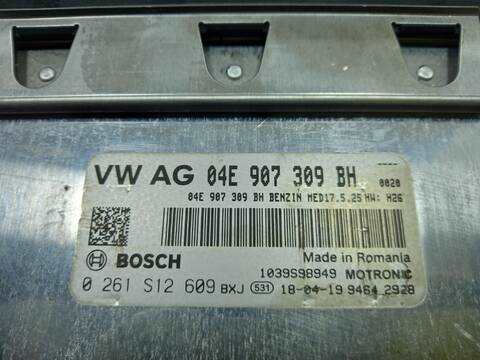 VW AG 04E 907 309 BH 0020
04E 907 309 BH BENZIN MED17.5.25 HW: H26
BOSCH
Made in Romania
1039S98949 MOTRONIC
0 261 S12 609 BXJ 531 18-04-19 9464 2928